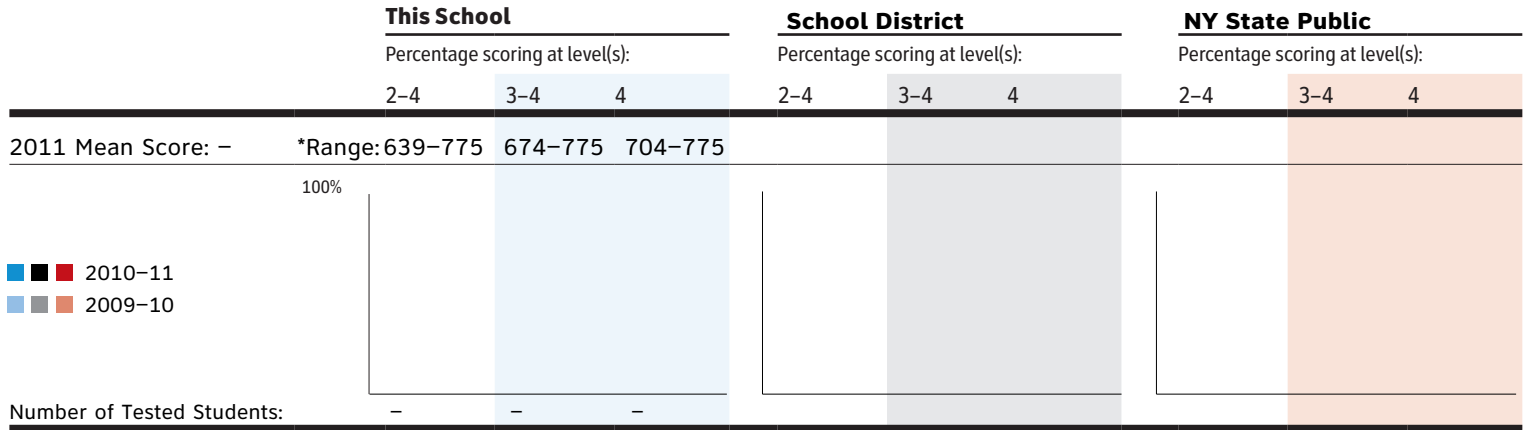 This School School District NY State Public
Percentage scoring at level(s): Percentage scoring at level(s): Percentage scoring at level(s):
2–4 3–4 4 2–4 3–4 4 2–4 3–4 4
2011 Mean Score: – *Range: 639–775 674–775 704–775
100%
2010–11
2009–10
Number of Tested Students: – – –